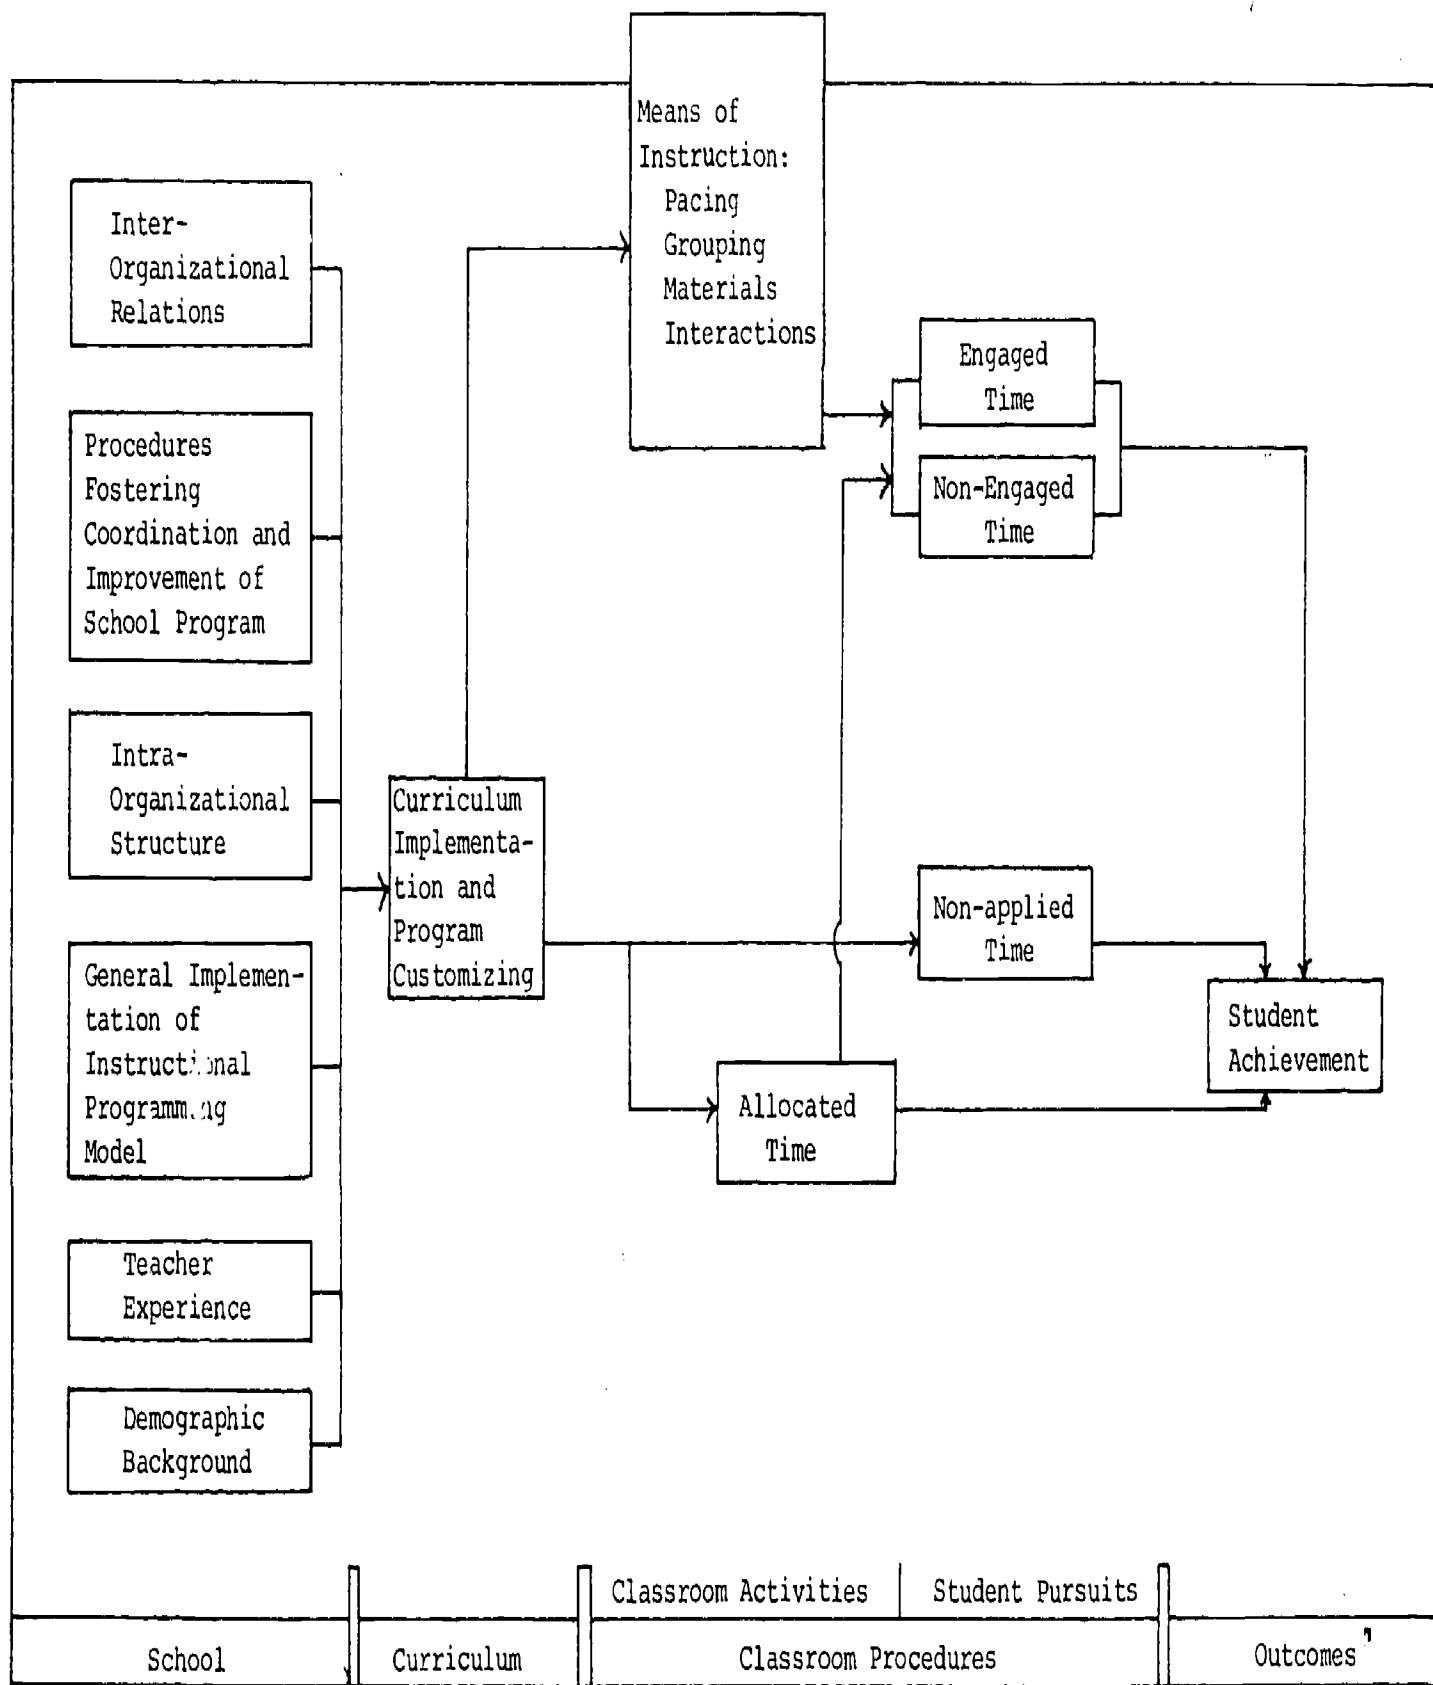 Means of
Instruction:
Pacing
Grouping
Materials
Interactions
Inter-
Organizational
Relations
Procedures
Fostering
Coordination and
Improvement of
School Program
Intra-
Organizational
Structure
General Implemen-
tation of
Instructional
Programming
Model
Teacher
Experience
Demographic
Background
Curriculum
Implementa-
tion and
Program
Customizing
Engaged
Time
Non-Engaged
Time
Non-applied
Time
Allocated
Time
Student
Achievement
Classroom Activities
Student Pursuits
School
Curriculum
Classroom Procedures
Outcomes